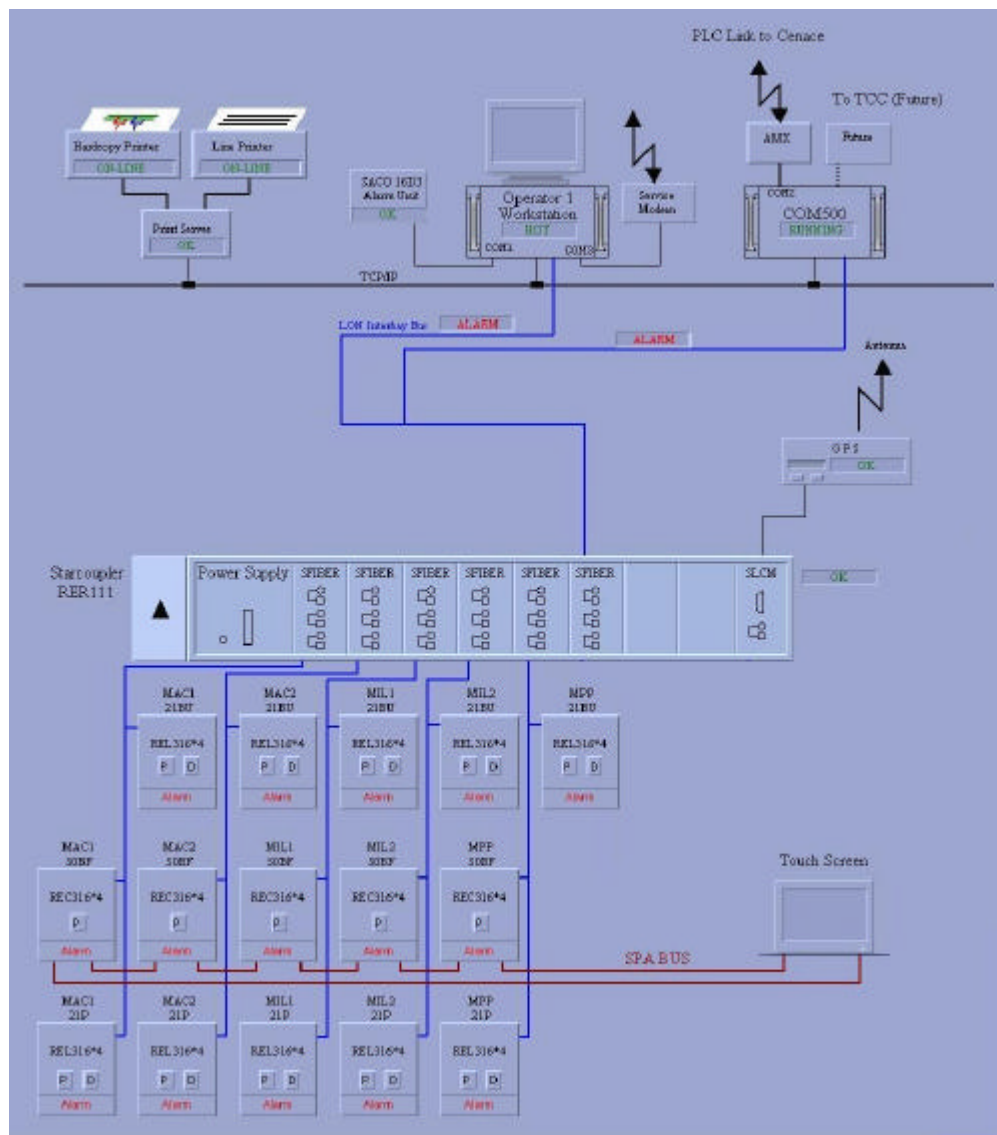 PLC Link to Cenace
To TCC (Future)
Hardcopy Printer
ON-LINE
Line Printer
ON-LINE
Print Server
OK
SACO 16D3
Alarm Unit
OK
Operator 1
Workstation
HOT
COM1
COM3
Service
Modem
AMX
Future
COM2
COM500
RUNNING
TCP/IP
LON Interbay Bus
ALARM
ALARM
Antenna
GPS
OK
Starcoupler
RER111
Power Supply
SFIBER
SFIBER
SFIBER
SFIBER
SFIBER
SFIBER
SLCM
OK
MAC1
21BU
REL316*4
P D
Alarm
MAC2
21BU
REL316*4
P D
Alarm
MIL1
21BU
REL316*4
P D
Alarm
MIL2
21BU
REL316*4
P D
Alarm
MPP
21BU
REL316*4
P D
Alarm
MAC1
50BF
REC316*4
P
Alarm
MAC2
50BF
REC316*4
P
Alarm
MIL1
50BF
REC316*4
P
Alarm
MIL2
50BF
REC316*4
P
Alarm
MPP
50BF
REC316*4
P
Alarm
Touch Screen
SPA BUS
MAC1
21P
REL316*4
P D
Alarm
MAC2
21P
REL316*4
P D
Alarm
MIL1
21P
REL316*4
P D
Alarm
MIL2
21P
REL316*4
P D
Alarm
MPP
21P
REL316*4
P D
Alarm